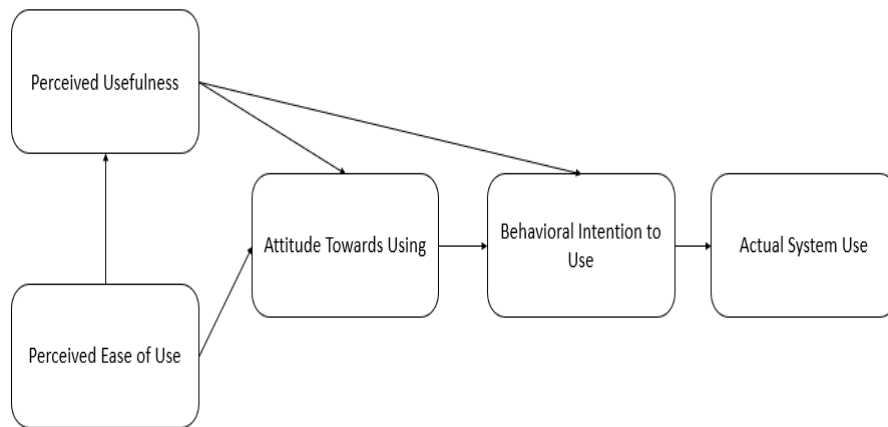 Perceived Usefulness
Attitude Towards Using
Behavioral Intention to
Use
Actual System Use
Perceived Ease of Use